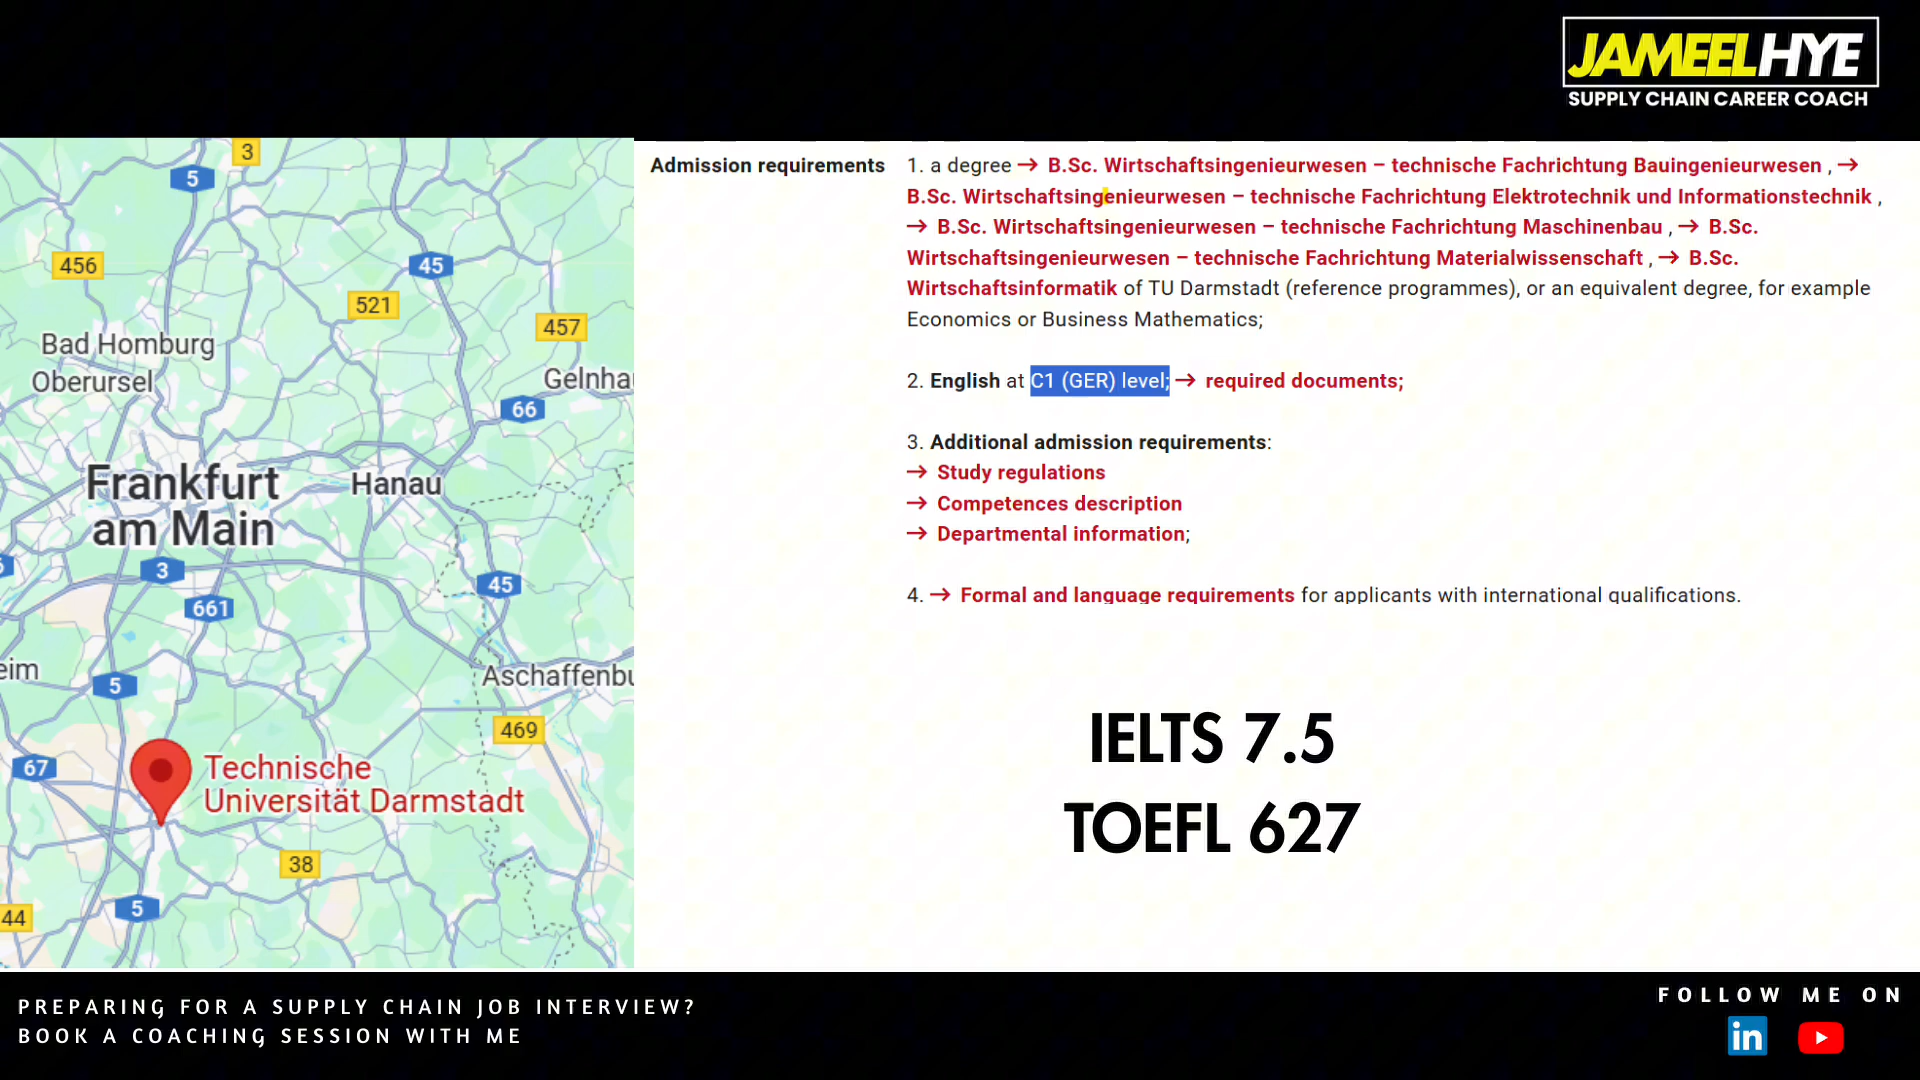 JAMEELHYE
SUPPLY CHAIN CAREER COACH
3
5
456
45
521
457
Bad Homburg
Oberursel
Gelnha
66
Frankfurt
am Main
Hanau
3
45
661
eim
5
Aschaffenbu
469
67
Technische
Universität Darmstadt
38
5
44
Admission requirements
1. a degree → B.Sc. Wirtschaftsingenieurwesen – technische Fachrichtung Bauingenieurwesen , →
B.Sc. Wirtschaftsingenieurwesen – technische Fachrichtung Elektrotechnik und Informationstechnik ,
→ B.Sc. Wirtschaftsingenieurwesen – technische Fachrichtung Maschinenbau , → B.Sc.
Wirtschaftsingenieurwesen – technische Fachrichtung Materialwissenschaft , → B.Sc.
Wirtschaftsinformatik of TU Darmstadt (reference programmes), or an equivalent degree, for example
Economics or Business Mathematics;
2. English at C1 (GER) level; → required documents;
3. Additional admission requirements:
→ Study regulations
→ Competences description
→ Departmental information;
4. → Formal and language requirements for applicants with international qualifications.
IELTS 7.5
TOEFL 627
PREPARING FOR A SUPPLY CHAIN JOB INTERVIEW?
BOOK A COACHING SESSION WITH ME
FOLLOW ME ON
in